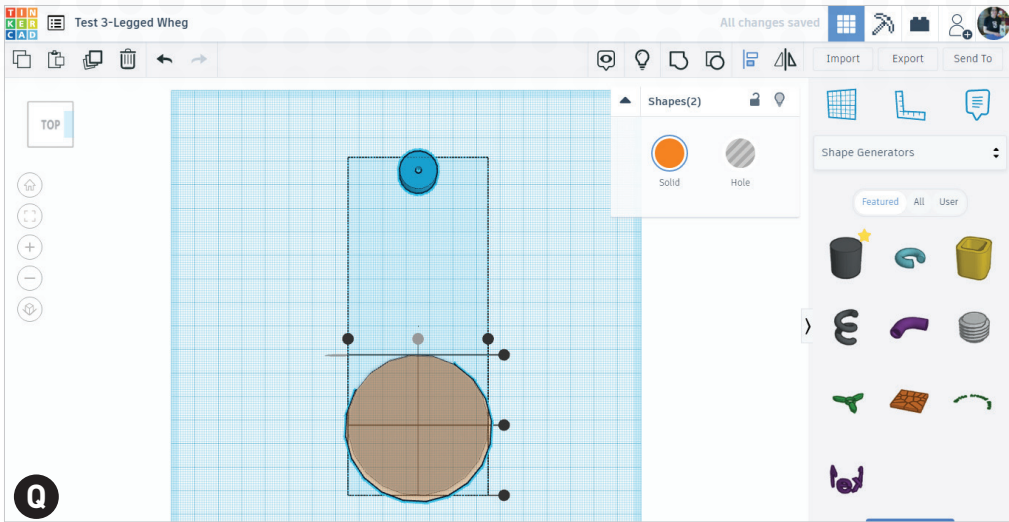 TIN
KER
CAD
Test 3-Legged Wheg
All changes saved
Import
Export
Send To
TOP
Shapes(2)
Solid
Hole
Shape Generators
Featured
All
User
Q